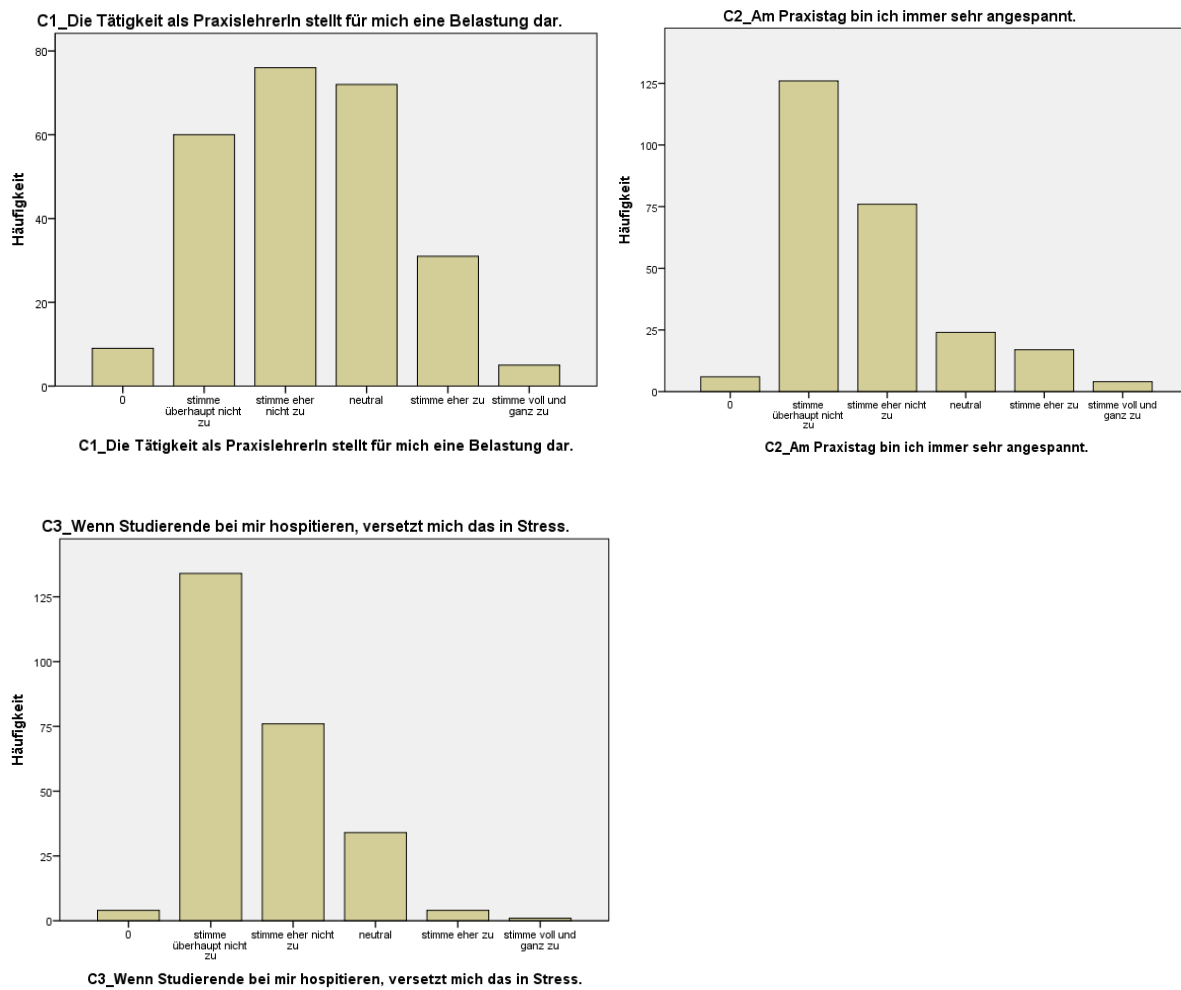 C1_Die Tätigkeit als PraxislehrerIn stellt für mich eine Belastung dar.
80
60
40
20
0
Häufigkeit
0
stimme
überhaupt nicht
zu
stimme eher
nicht zu
neutral
stimme eher zu
stimme voll und
ganz zu
C1_Die Tätigkeit als PraxislehrerIn stellt für mich eine Belastung dar.
C2_Am Praxistag bin ich immer sehr angespannt.
125
100
75
50
25
0
Häufigkeit
0
stimme
überhaupt nicht
zu
stimme eher nicht
zu
neutral
stimme eher zu
stimme voll und
ganz zu
C2_Am Praxistag bin ich immer sehr angespannt.
C3_Wenn Studierende bei mir hospitieren, versetzt mich das in Stress.
125
100
75
50
25
0
Häufigkeit
0
stimme
überhaupt nicht
zu
stimme eher nicht
zu
neutral
stimme eher zu
stimme voll und
ganz zu
C3_Wenn Studierende bei mir hospitieren, versetzt mich das in Stress.